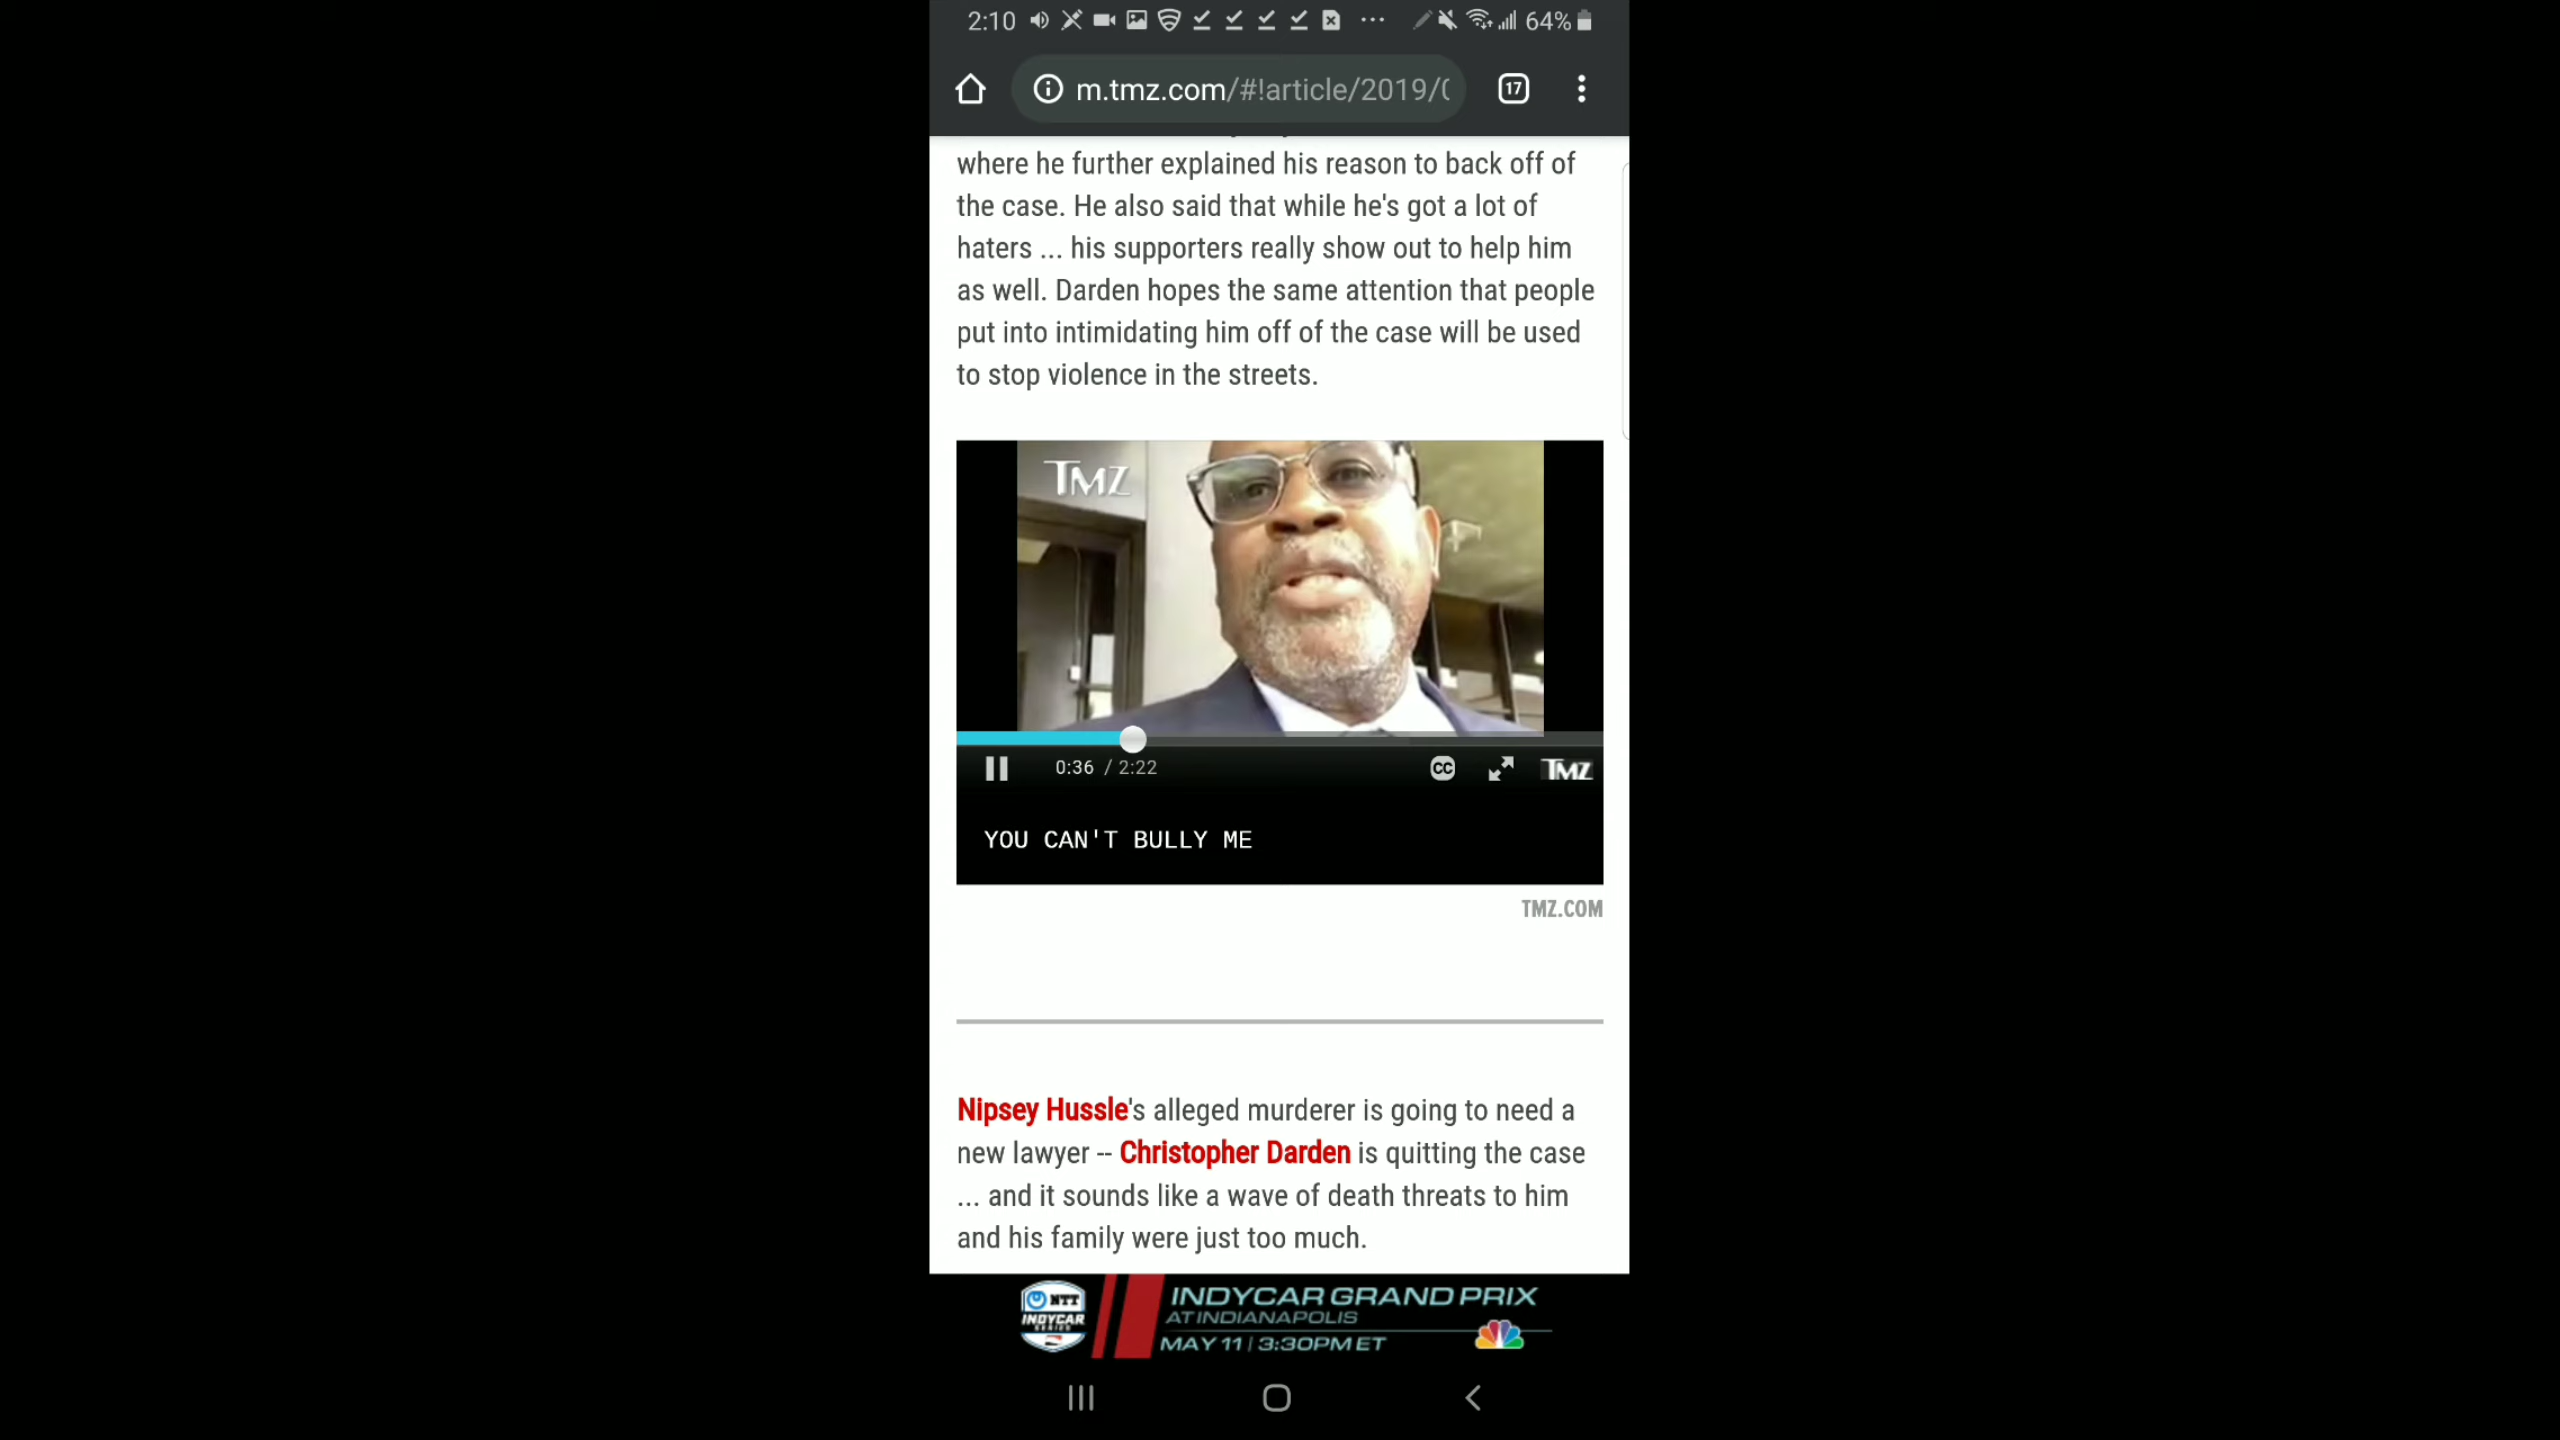 2:10
64%
m.tmz.com/#!article/2019/0
17
where he further explained his reason to back off of
the case. He also said that while he's got a lot of
haters ... his supporters really show out to help him
as well. Darden hopes the same attention that people
put into intimidating him off of the case will be used
to stop violence in the streets.
TMZ
0:36 / 2:22
CC
TMZ
YOU CAN'T BULLY ME
TMZ.COM
Nipsey Hussle's alleged murderer is going to need a
new lawyer -- Christopher Darden is quitting the case
... and it sounds like a wave of death threats to him
and his family were just too much.
NTT
INDYCAR
SERIES
INDYCAR GRAND PRIX
AT INDIANAPOLIS
MAY 11 | 3:30PM ET